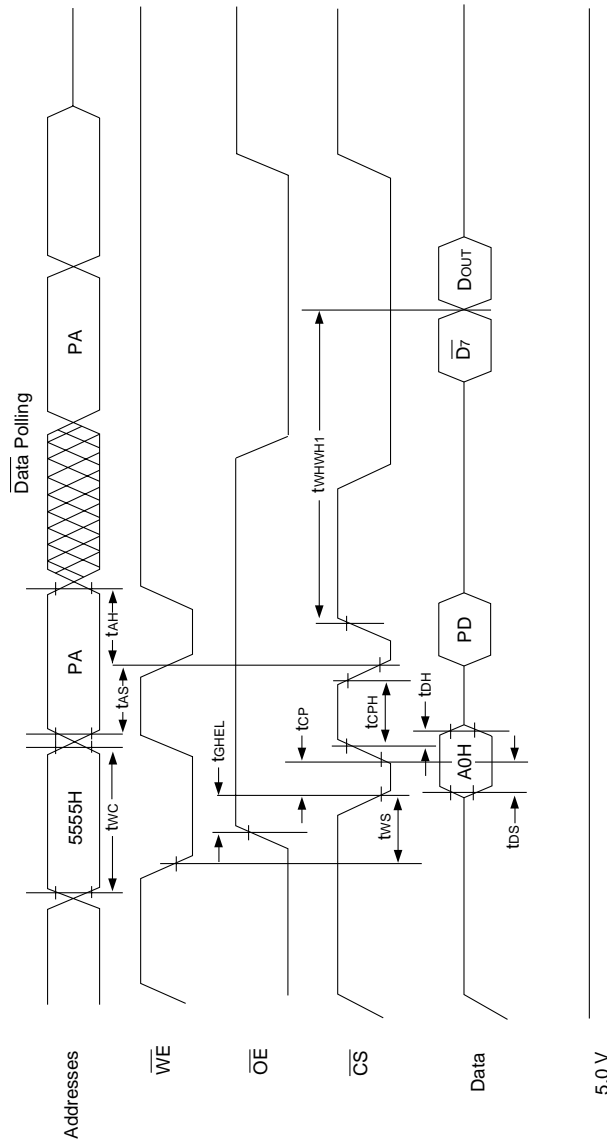 Data Polling
Addresses
5555H
PA
PA
tWC
tAS
tAH
WE
OE
tGHEL
CS
tWS
tCP
tCPH
tWHWH1
tDH
Data
A0H
PD
D7
DOUT
tDS
5.0 V